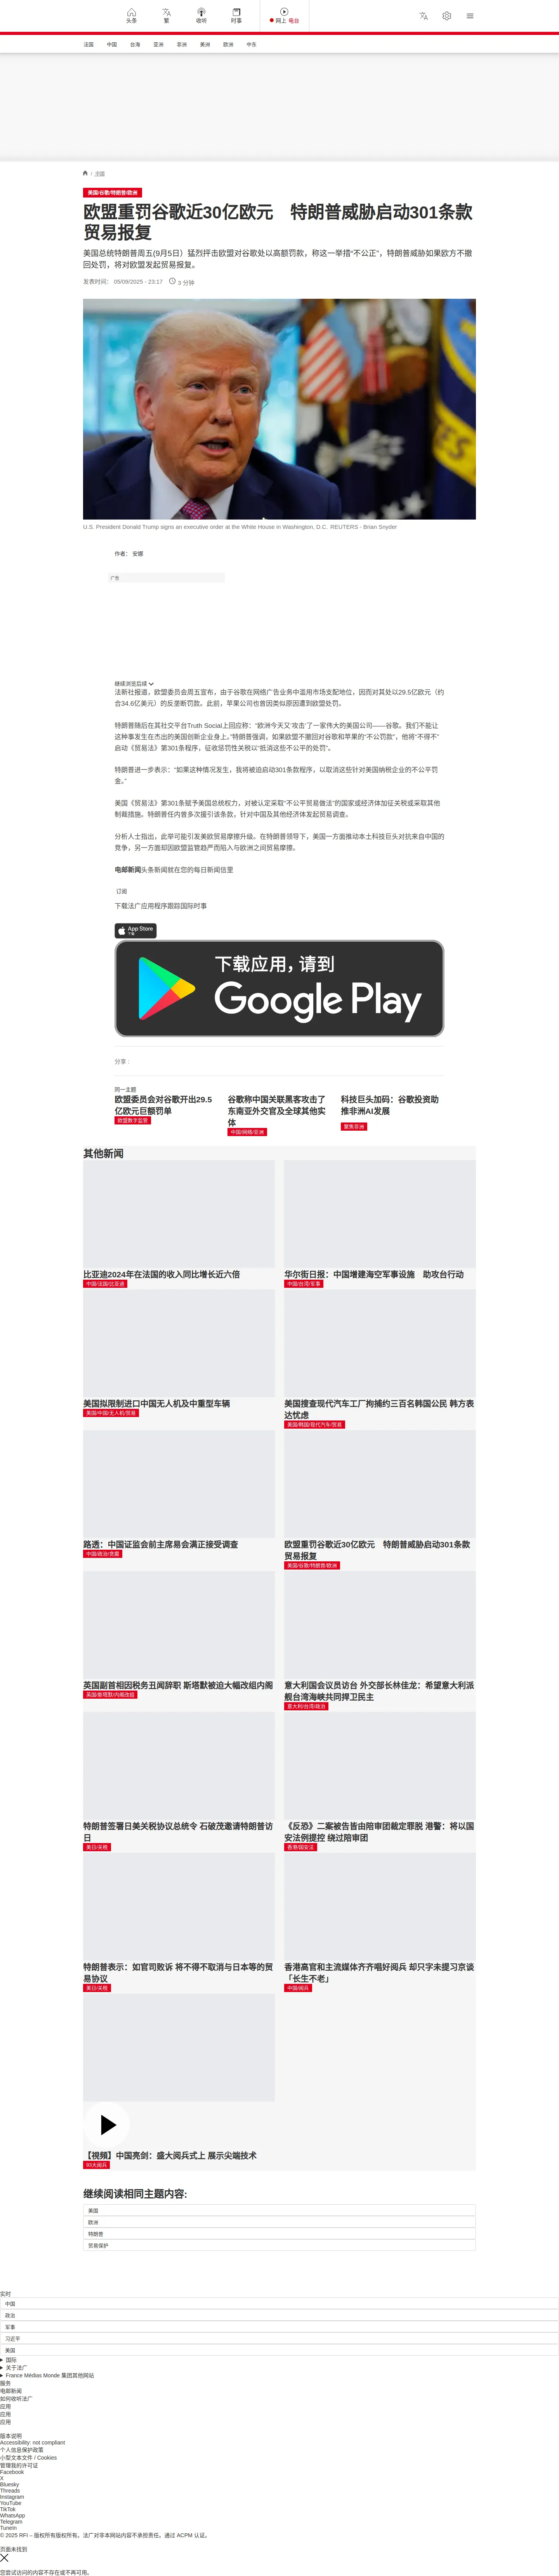 头条
繁
收听
时事
网上 电台
法国
中国
台海
亚洲
非洲
美洲
欧洲
中东
/ 法国
美国/谷歌/特朗普/欧洲
欧盟重罚谷歌近30亿欧元　特朗普威胁启动301条款
贸易报复
美国总统特朗普周五(9月5日）猛烈抨击欧盟对谷歌处以高额罚款，称这一举措“不公正”，特朗普威胁如果欧方不撤
回处罚，将对欧盟发起贸易报复。
发表时间： 05/09/2025 - 23:17
3 分钟
U.S. President Donald Trump signs an executive order at the White House in Washington, D.C. REUTERS - Brian Snyder
作者： 安娜
广告
继续浏览后续
法新社报道，欧盟委员会周五宣布，由于谷歌在网络广告业务中滥用市场支配地位，因而对其处以29.5亿欧元（约
合34.6亿美元）的反垄断罚款。此前，苹果公司也曾因类似原因遭到欧盟处罚。
特朗普随后在其社交平台Truth Social上回应称：“欧洲今天又‘攻击’了一家伟大的美国公司——谷歌。我们不能让
这种事发生在杰出的美国创新企业身上。”特朗普强调，如果欧盟不撤回对谷歌和苹果的“不公罚款”，他将“不得不”
启动《贸易法》第301条程序，征收惩罚性关税以“抵消这些不公平的处罚”。
特朗普进一步表示：“如果这种情况发生，我将被迫启动301条款程序，以取消这些针对美国纳税企业的不公平罚
金。”
美国《贸易法》第301条赋予美国总统权力，对被认定采取“不公平贸易做法”的国家或经济体加征关税或采取其他
制裁措施。特朗普任内曾多次援引该条款，针对中国及其他经济体发起贸易调查。
分析人士指出，此举可能引发美欧贸易摩擦升级。在特朗普领导下，美国一方面推动本土科技巨头对抗来自中国的
竞争，另一方面却因欧盟监管趋严而陷入与欧洲之间贸易摩擦。
电邮新闻头条新闻就在您的每日新闻信里
订阅
下载法广应用程序跟踪国际时事
App Store
下载
下载应用，请到
Google Play
分享 :
同一主题
欧盟委员会对谷歌开出29.5
亿欧元巨额罚单
欧盟数字监管
谷歌称中国关联黑客攻击了
东南亚外交官及全球其他实
体
中国/网络/亚洲
科技巨头加码：谷歌投资助
推非洲AI发展
聚焦非洲
其他新闻
比亚迪2024年在法国的收入同比增长近六倍
中国/法国/比亚迪
华尔街日报：中国增建海空军事设施　助攻台行动
中国/台湾/军事
美国拟限制进口中国无人机及中重型车辆
美国/中国/无人机/贸易
美国搜查现代汽车工厂拘捕约三百名韩国公民 韩方表
达忧虑
美国/韩国/现代汽车/贸易
路透：中国证监会前主席易会满正接受调查
中国/政治/贪腐
欧盟重罚谷歌近30亿欧元　特朗普威胁启动301条款
贸易报复
美国/谷歌/特朗普/欧洲
英国副首相因税务丑闻辞职 斯塔默被迫大幅改组内阁
英国/斯塔默/内阁改组
意大利国会议员访台 外交部长林佳龙：希望意大利派
舰台湾海峡共同捍卫民主
意大利/台湾/政治
特朗普签署日美关税协议总统令 石破茂邀请特朗普访
日
美日/关税
《反恐》二案被告皆由陪审团裁定罪脱 港警：将以国
安法例提控 绕过陪审团
香港/国安法
特朗普表示：如官司败诉 将不得不取消与日本等的贸
易协议
美日/关税
香港高官和主流媒体齐齐唱好阅兵 却只字未提习京谈
「长生不老」
中国/阅兵
【视频】中国亮剑：盛大阅兵式上 展示尖端技术
93大阅兵
继续阅读相同主题内容:
美国
欧洲
特朗普
贸易保护
实时
中国
政治
军事
习近平
美国
国际
关于法广
France Médias Monde 集团其他网站
服务
电邮新闻
如何收听法广
应用
应用
应用
版本说明
Accessibility: not compliant
个人信息保护政策
小型文本文件 / Cookies
管理我的许可证
Facebook
X
Bluesky
Threads
Instagram
YouTube
TikTok
WhatsApp
Telegram
TuneIn
© 2025 RFI – 版权所有版权所有。法广对非本网站内容不承担责任。通过 ACPM 认证。
页面未找到
您尝试访问的内容不存在或不再可用。